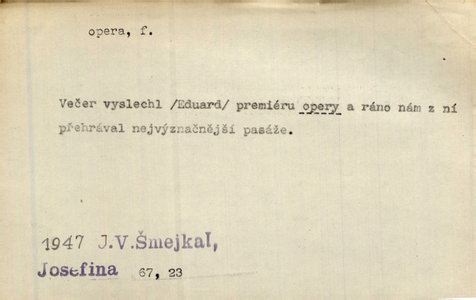 opera, f.
Večer vyslechl /Eduard/ premiéru opery a ráno nám z ní
přehrával nejvýznačnější pasáže.
1947 J.V.Šmejkal,
Josefina 67, 23